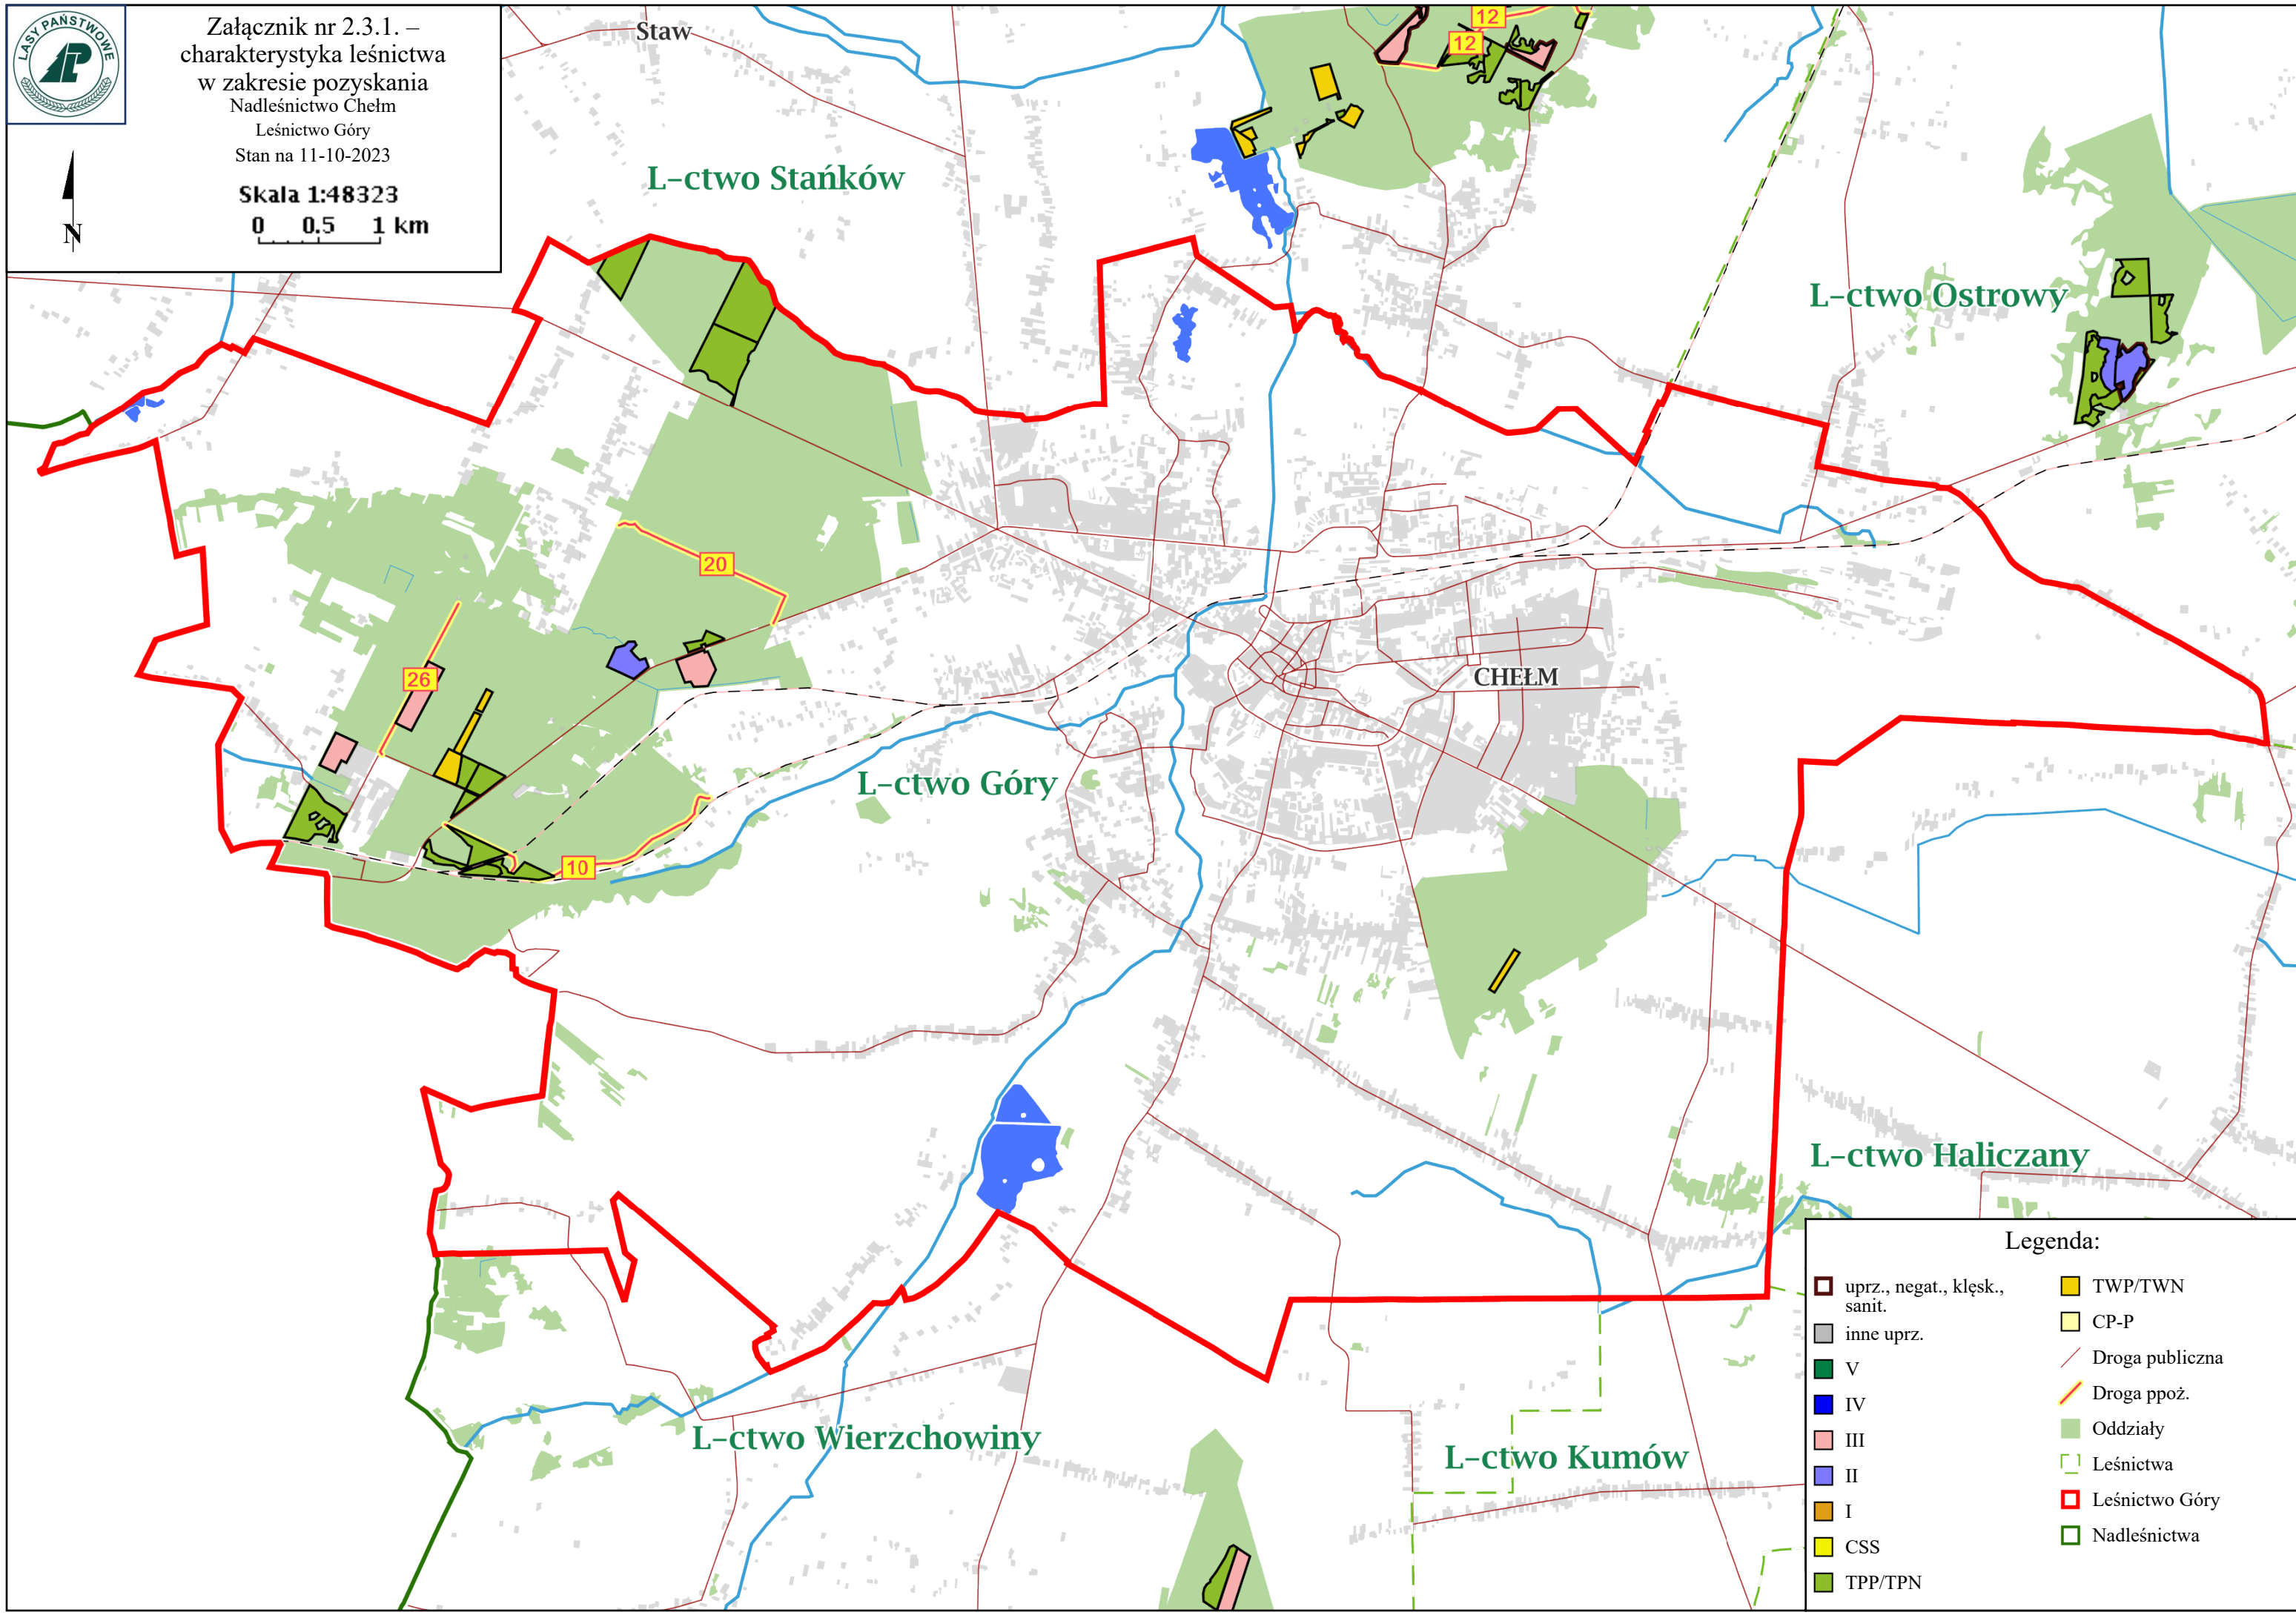 LASY PAŃSTWOWE
Załącznik nr 2.3.1. –
charakterystyka leśnictwa
w zakresie pozyskania
Nadleśnictwo Chełm
Leśnictwo Góry
Stan na 11-10-2023
Skala 1:48323
0 0.5 1 km
N
Staw
12
12
L-ctwo Stańków
L-ctwo Ostrowy
20
26
CHEŁM
L-ctwo Góry
10
L-ctwo Haliczany
L-ctwo Wierzchowiny
L-ctwo Kumów
Legenda:
uprz., negat., klęsk.,
sanit.
inne uprz.
V
IV
III
II
I
CSS
TPP/TPN
TWP/TWN
CP-P
Droga publiczna
Droga ppoż.
Oddziały
Leśnictwa
Leśnictwo Góry
Nadleśnictwa